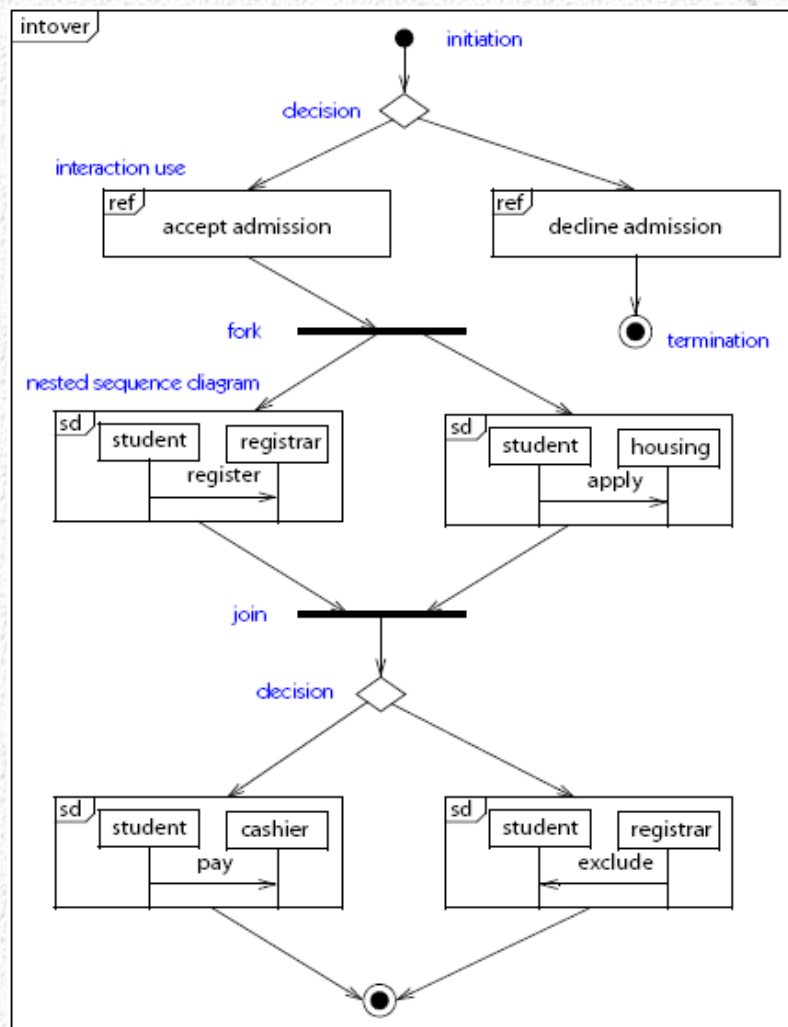 intover
initiation
decision
interaction use
ref
accept admission
ref
decline admission
fork
termination
nested sequence diagram
sd
student
registrar
register
sd
student
housing
apply
join
decision
sd
student
cashier
pay
sd
student
registrar
exclude